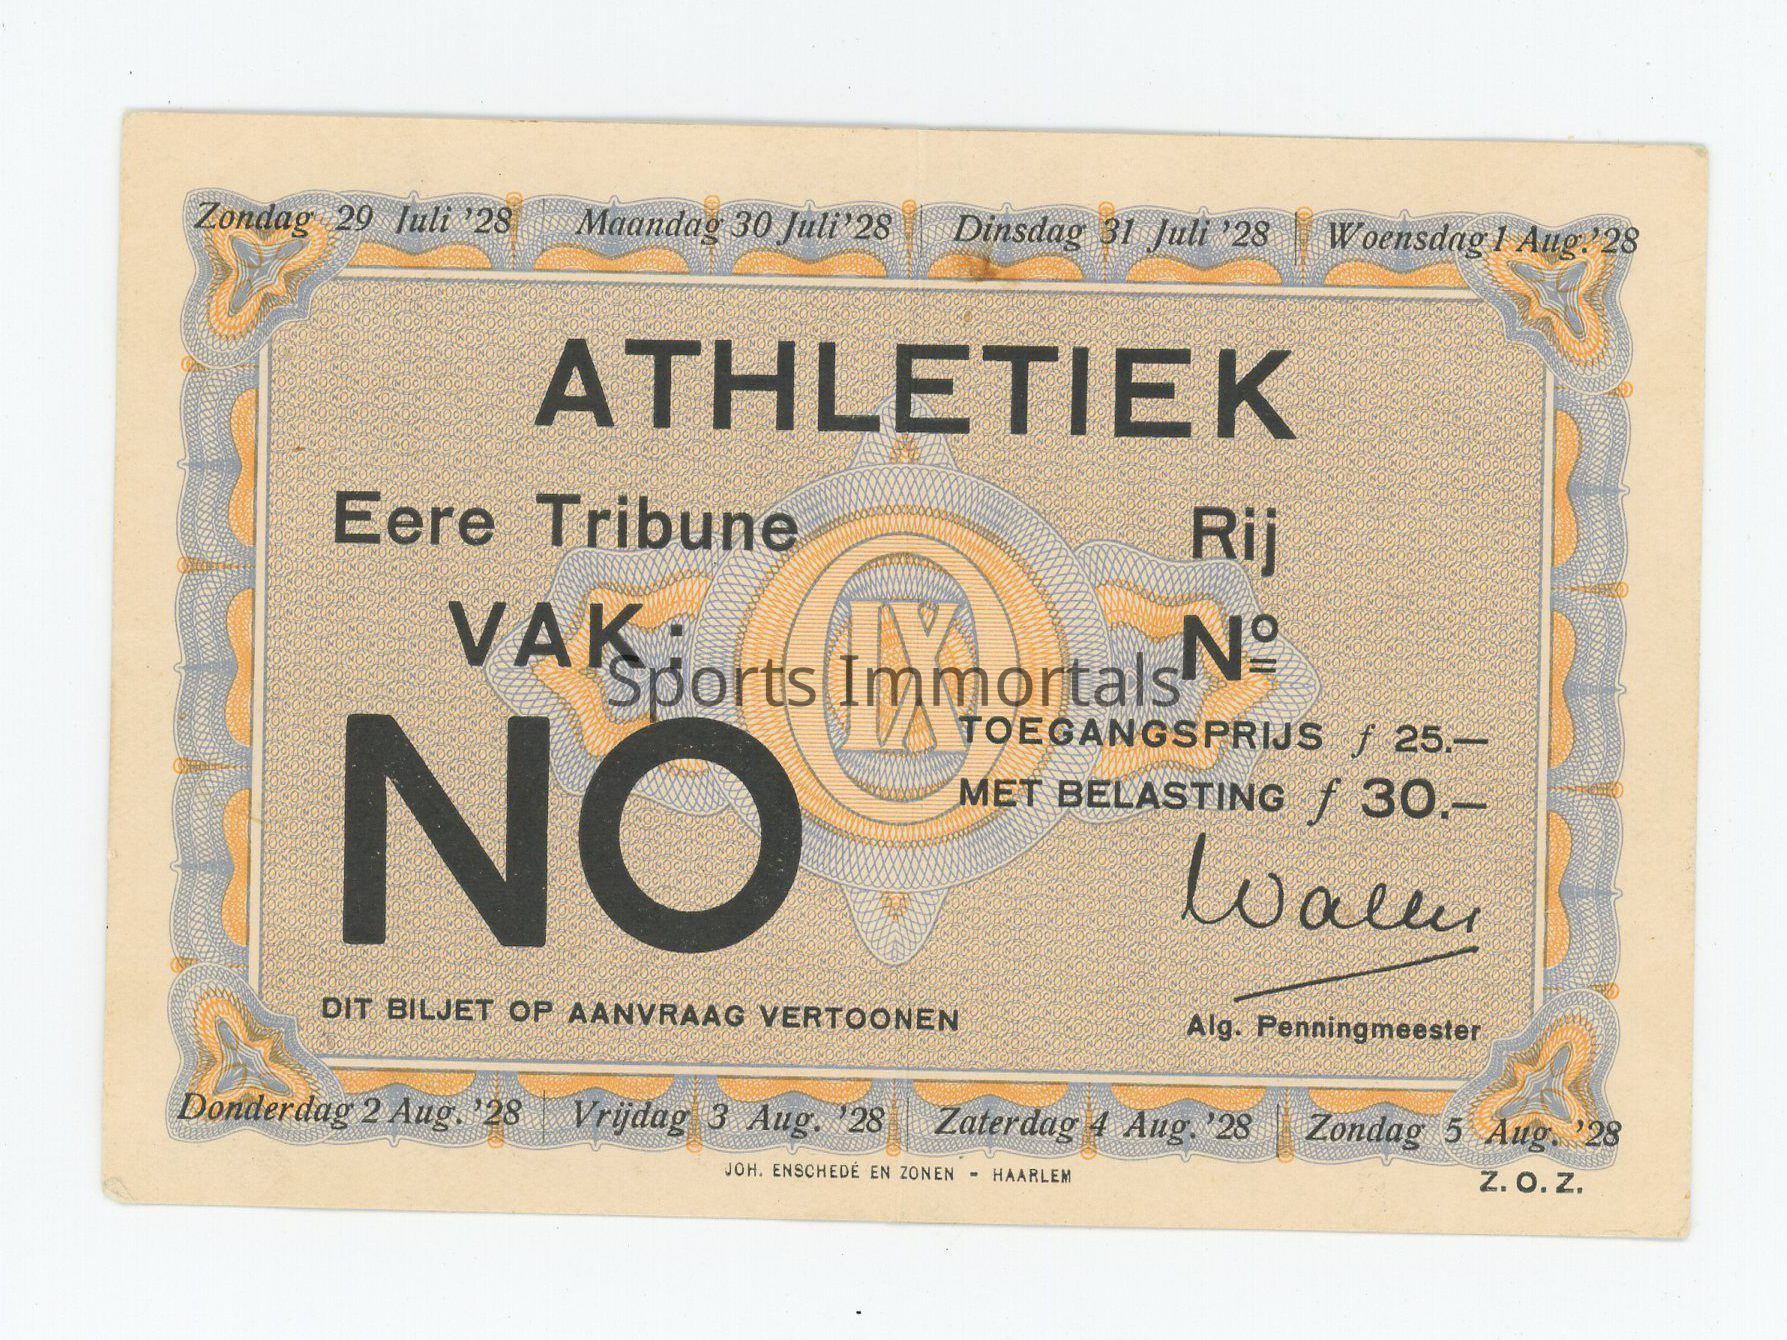 Zondag 29 Juli '28 Maandag 30 Juli '28 Dinsdag 31 Juli '28 Woensdag 1 Aug. '28
ATHLETIEK
Eere Tribune Rij
VAK: Nº
Sports Immortals
IX
NO
TOEGANGSPRIJS ƒ 25.—
MET BELASTING ƒ 30.—
DIT BILJET OP AANVRAAG VERTOONEN
Alg. Penningmeester
Donderdag 2 Aug. '28 Vrijdag 3 Aug. '28 Zaterdag 4 Aug. '28 Zondag 5 Aug. '28
JOH. ENSCHEDÉ EN ZONEN - HAARLEM
Z. O. Z.